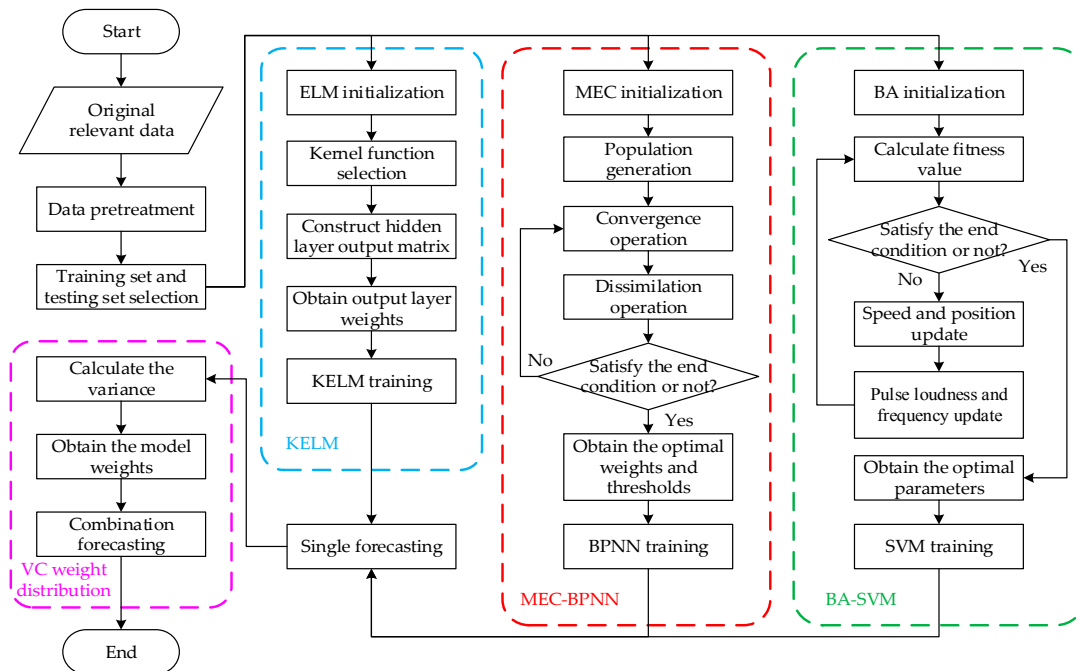 Start
Original
relevant data
Data pretreatment
Training set and
testing set selection
ELM initialization
Kernel function
selection
Construct hidden
layer output matrix
Obtain output layer
weights
KELM training
KELM
MEC initialization
Population
generation
Convergence
operation
Dissimilation
operation
No
Satisfy the end
condition or not?
Yes
Obtain the optimal
weights and
thresholds
BPNN training
MEC-BPNN
BA initialization
Calculate fitness
value
Satisfy the end
condition or not?
Yes
No
Speed and position
update
Pulse loudness and
frequency update
Obtain the optimal
parameters
SVM training
BA-SVM
Single forecasting
Calculate the
variance
Obtain the model
weights
Combination
forecasting
VC weight
distribution
End